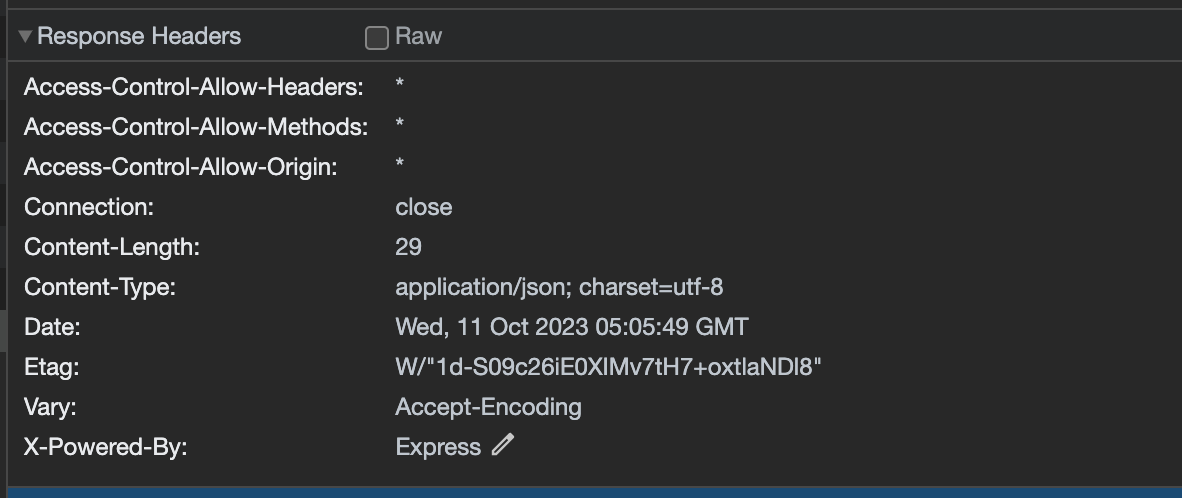 Response Headers Raw
Access-Control-Allow-Headers: *
Access-Control-Allow-Methods: *
Access-Control-Allow-Origin: *
Connection: close
Content-Length: 29
Content-Type: application/json; charset=utf-8
Date: Wed, 11 Oct 2023 05:05:49 GMT
Etag: W/"1d-S09c26iE0XIMv7tH7+oxtlaNDI8"
Vary: Accept-Encoding
X-Powered-By: Express